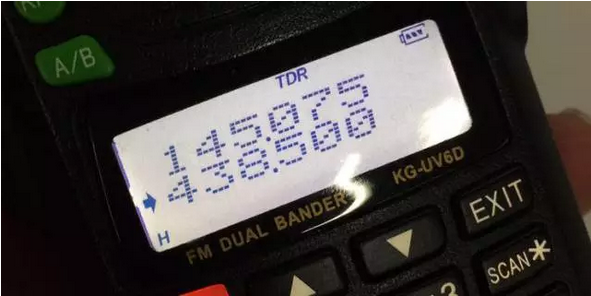 A/B
TDR
145.075
438.500
H
FM DUAL BANDER
KG-UV6D
EXIT
SCAN*